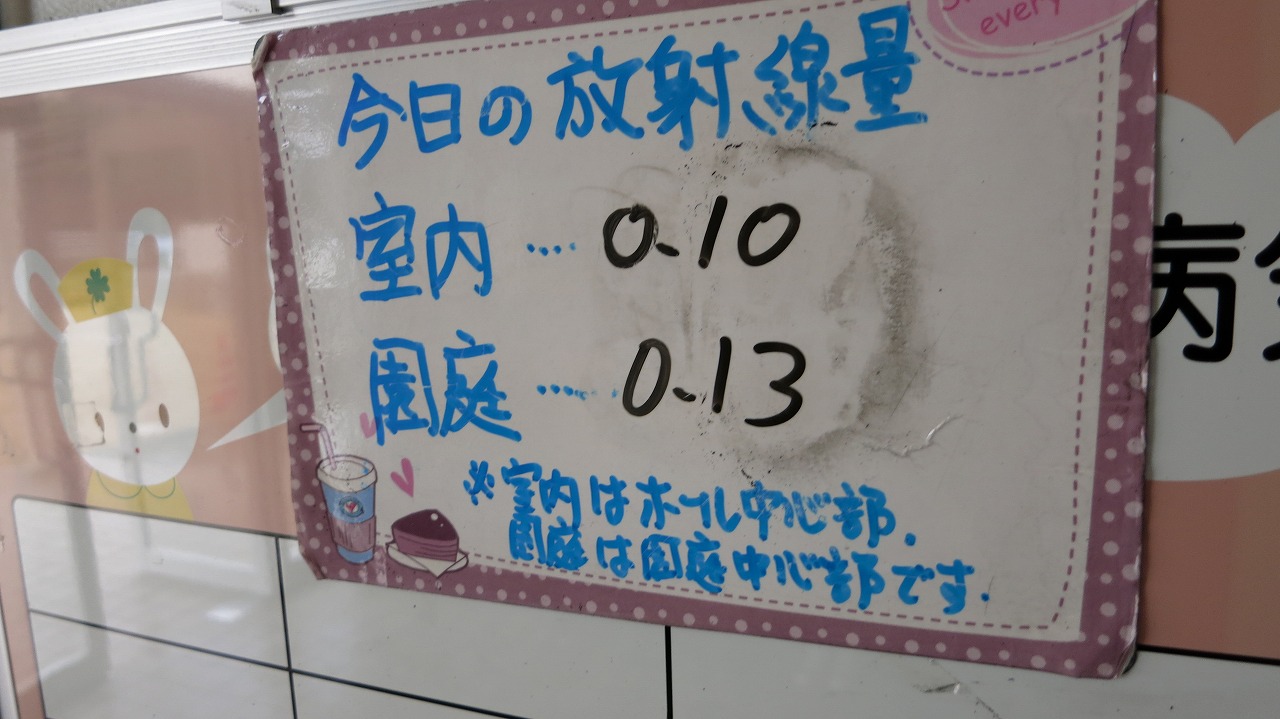 every
今日の放射線量
室内 ‥‥ 0.10
園庭 ‥‥‥ 0.13
※室内はホール中心部.
園庭は園庭中心部です.
病